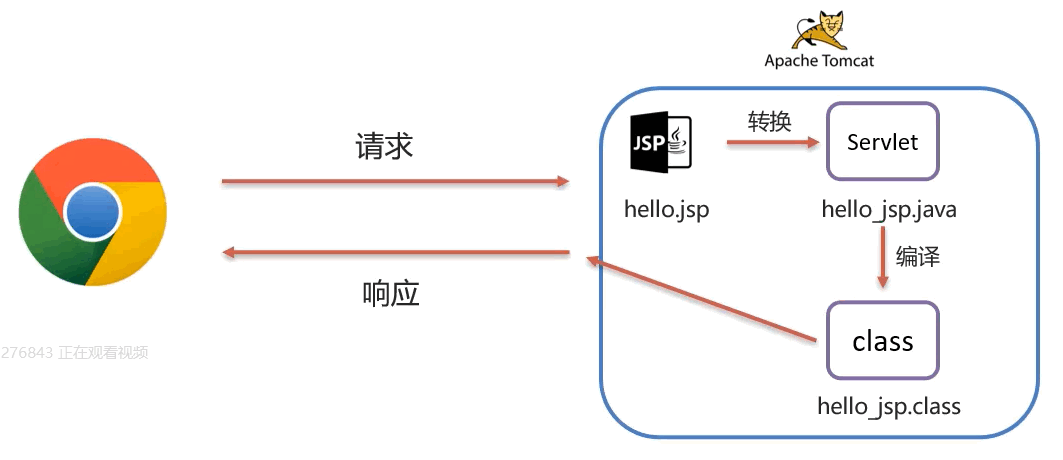 Apache Tomcat
请求
JSP
转换
Servlet
hello.jsp
hello_jsp.java
编译
响应
class
276843 正在观看视频
hello_jsp.class